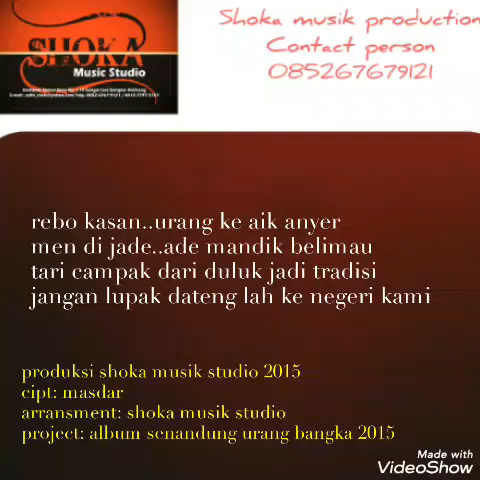 SHOKA
Music Studio
Shoka musik production
Contact person
085267679121
rebo kasan..urang ke aik anyer
men di jade..ade mandik belimau
tari campak dari duluk jadi tradisi
jangan lupak dateng lah ke negeri kami
produksi shoka musik studio 2015
cipt: masdar
arransment: shoka musik studio
project: album senandung urang bangka 2015
Made with
VideoShow